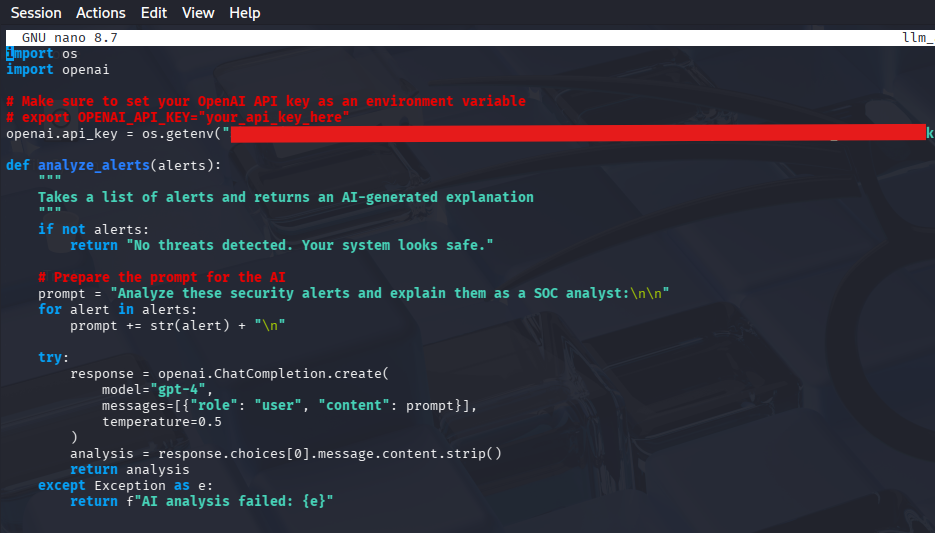 Session Actions Edit View Help
GNU nano 8.7 llm_
import os
import openai
# Make sure to set your OpenAI API key as an environment variable
# export OPENAI_API_KEY="your_api_key_here"
openai.api_key = os.getenv(" k
def analyze_alerts(alerts):
"""
Takes a list of alerts and returns an AI-generated explanation
"""
if not alerts:
return "No threats detected. Your system looks safe."
# Prepare the prompt for the AI
prompt = "Analyze these security alerts and explain them as a SOC analyst:\n\n"
for alert in alerts:
prompt += str(alert) + "\n"
try:
response = openai.ChatCompletion.create(
model="gpt-4",
messages=[{"role": "user", "content": prompt}],
temperature=0.5
)
analysis = response.choices[0].message.content.strip()
return analysis
except Exception as e:
return f"AI analysis failed: {e}"